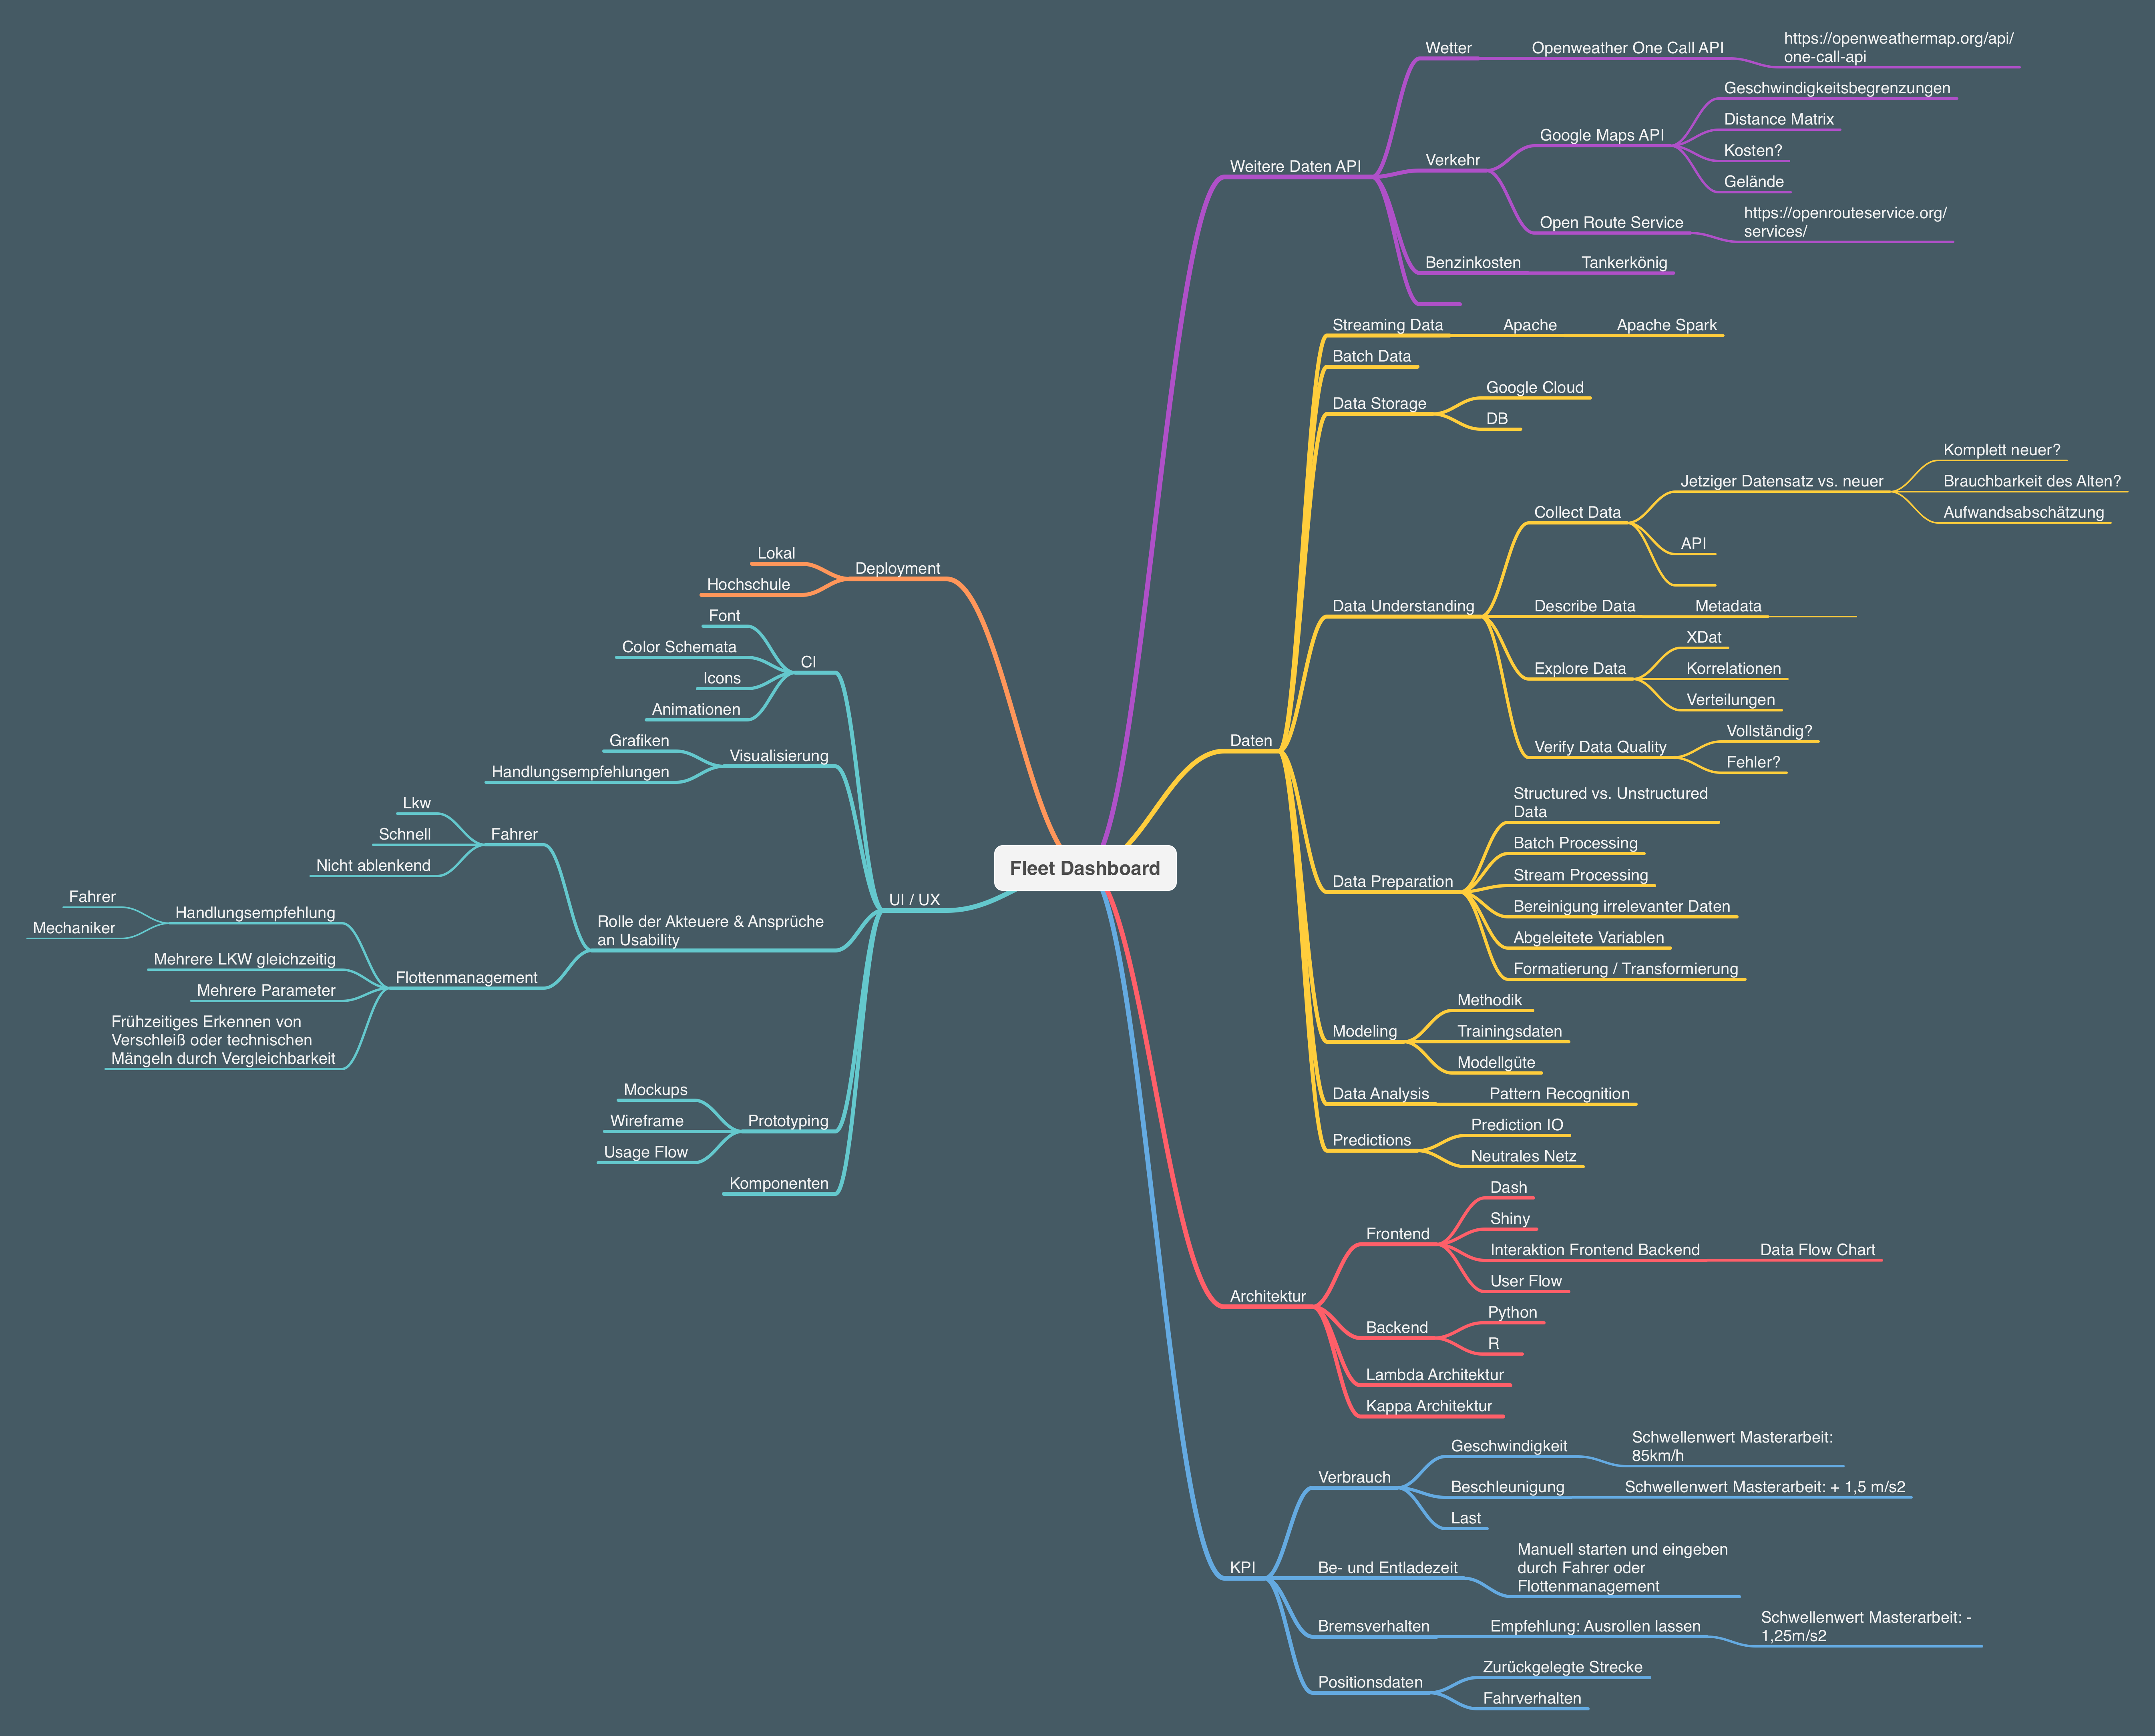 Fleet Dashboard
Weitere Daten API
Wetter
Openweather One Call API
https://openweathermap.org/api/
one-call-api
Verkehr
Google Maps API
Geschwindigkeitsbegrenzungen
Distance Matrix
Kosten?
Gelände
Open Route Service
https://openrouteservice.org/
services/
Benzinkosten
Tankerkönig
Daten
Streaming Data
Apache
Apache Spark
Batch Data
Data Storage
Google Cloud
DB
Data Understanding
Collect Data
Jetziger Datensatz vs. neuer
Komplett neuer?
Brauchbarkeit des Alten?
Aufwandsabschätzung
API
Describe Data
Metadata
Explore Data
XDat
Korrelationen
Verteilungen
Verify Data Quality
Vollständig?
Fehler?
Data Preparation
Structured vs. Unstructured
Data
Batch Processing
Stream Processing
Bereinigung irrelevanter Daten
Abgeleitete Variablen
Formatierung / Transformierung
Modeling
Methodik
Trainingsdaten
Modellgüte
Data Analysis
Pattern Recognition
Predictions
Prediction IO
Neutrales Netz
Architektur
Frontend
Dash
Shiny
Interaktion Frontend Backend
Data Flow Chart
User Flow
Backend
Python
R
Lambda Architektur
Kappa Architektur
KPI
Verbrauch
Geschwindigkeit
Schwellenwert Masterarbeit:
85km/h
Beschleunigung
Schwellenwert Masterarbeit: + 1,5 m/s2
Last
Be- und Entladezeit
Manuell starten und eingeben
durch Fahrer oder
Flottenmanagement
Bremsverhalten
Empfehlung: Ausrollen lassen
Schwellenwert Masterarbeit: -
1,25m/s2
Positionsdaten
Zurückgelegte Strecke
Fahrverhalten
Deployment
Lokal
Hochschule
UI / UX
CI
Font
Color Schemata
Icons
Animationen
Visualisierung
Grafiken
Handlungsempfehlungen
Rolle der Akteuere & Ansprüche
an Usability
Fahrer
Lkw
Schnell
Nicht ablenkend
Flottenmanagement
Handlungsempfehlung
Fahrer
Mechaniker
Mehrere LKW gleichzeitig
Mehrere Parameter
Frühzeitiges Erkennen von
Verschleiß oder technischen
Mängeln durch Vergleichbarkeit
Prototyping
Mockups
Wireframe
Usage Flow
Komponenten